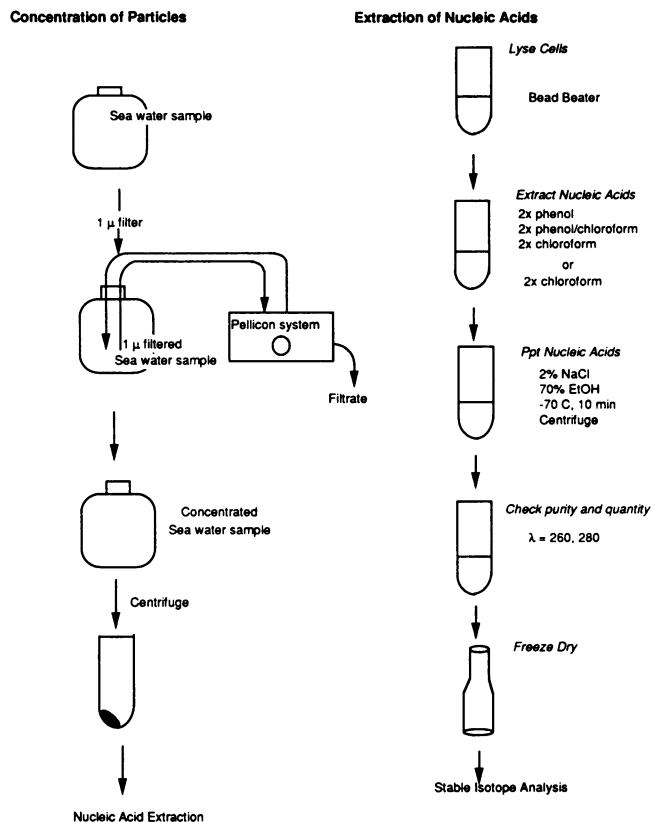 Concentration of Particles
Sea water sample
1 μ filter
Pellicon system
1 μ filtered
Sea water sample
Filtrate
Concentrated
Sea water sample
Centrifuge
Nucleic Acid Extraction
Extraction of Nucleic Acids
Lyse Cells
Bead Beater
Extract Nucleic Acids
2x phenol
2x phenol/chloroform
2x chloroform
or
2x chloroform
Ppt Nucleic Acids
2% NaCl
70% EtOH
-70 C, 10 min
Centrifuge
Check purity and quantity
λ = 260, 280
Freeze Dry
Stable Isotope Analysis